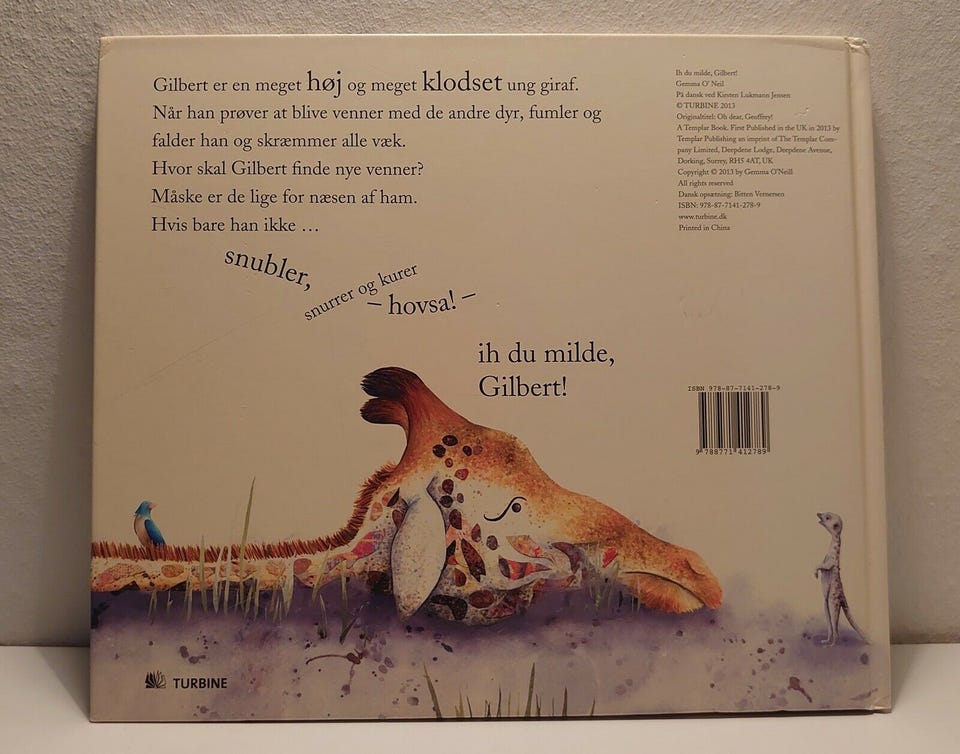 Gilbert er en meget høj og meget klodset ung giraf.
Når han prøver at blive venner med de andre dyr, fumler og
falder han og skræmmer alle væk.
Hvor skal Gilbert finde nye venner?
Måske er de lige for næsen af ham.
Hvis bare han ikke …
snubler,
snurrer og kurer
– hovsa! –
ih du milde,
Gilbert!
Ih du milde, Gilbert!
Gemma O' Neil
På dansk ved Kirsten Lukmann Jensen
© TURBINE 2013
Originaltitel: Oh dear, Geoffrey!
A Templar Book. First Published in the UK in 2013 by
Templar Publishing an imprint of The Templar Com-
pany Limited, Deepdene Lodge, Deepdene Avenue,
Dorking, Surrey, RH5 4AT, UK
Copyright © 2013 by Gemma O'Neill
All rights reserved
Dansk opsætning: Bitten Vernersen
ISBN: 978-87-7141-278-9
www.turbine.dk
Printed in China
ISBN 978-87-7141-278-9
9 788771 412789
TURBINE